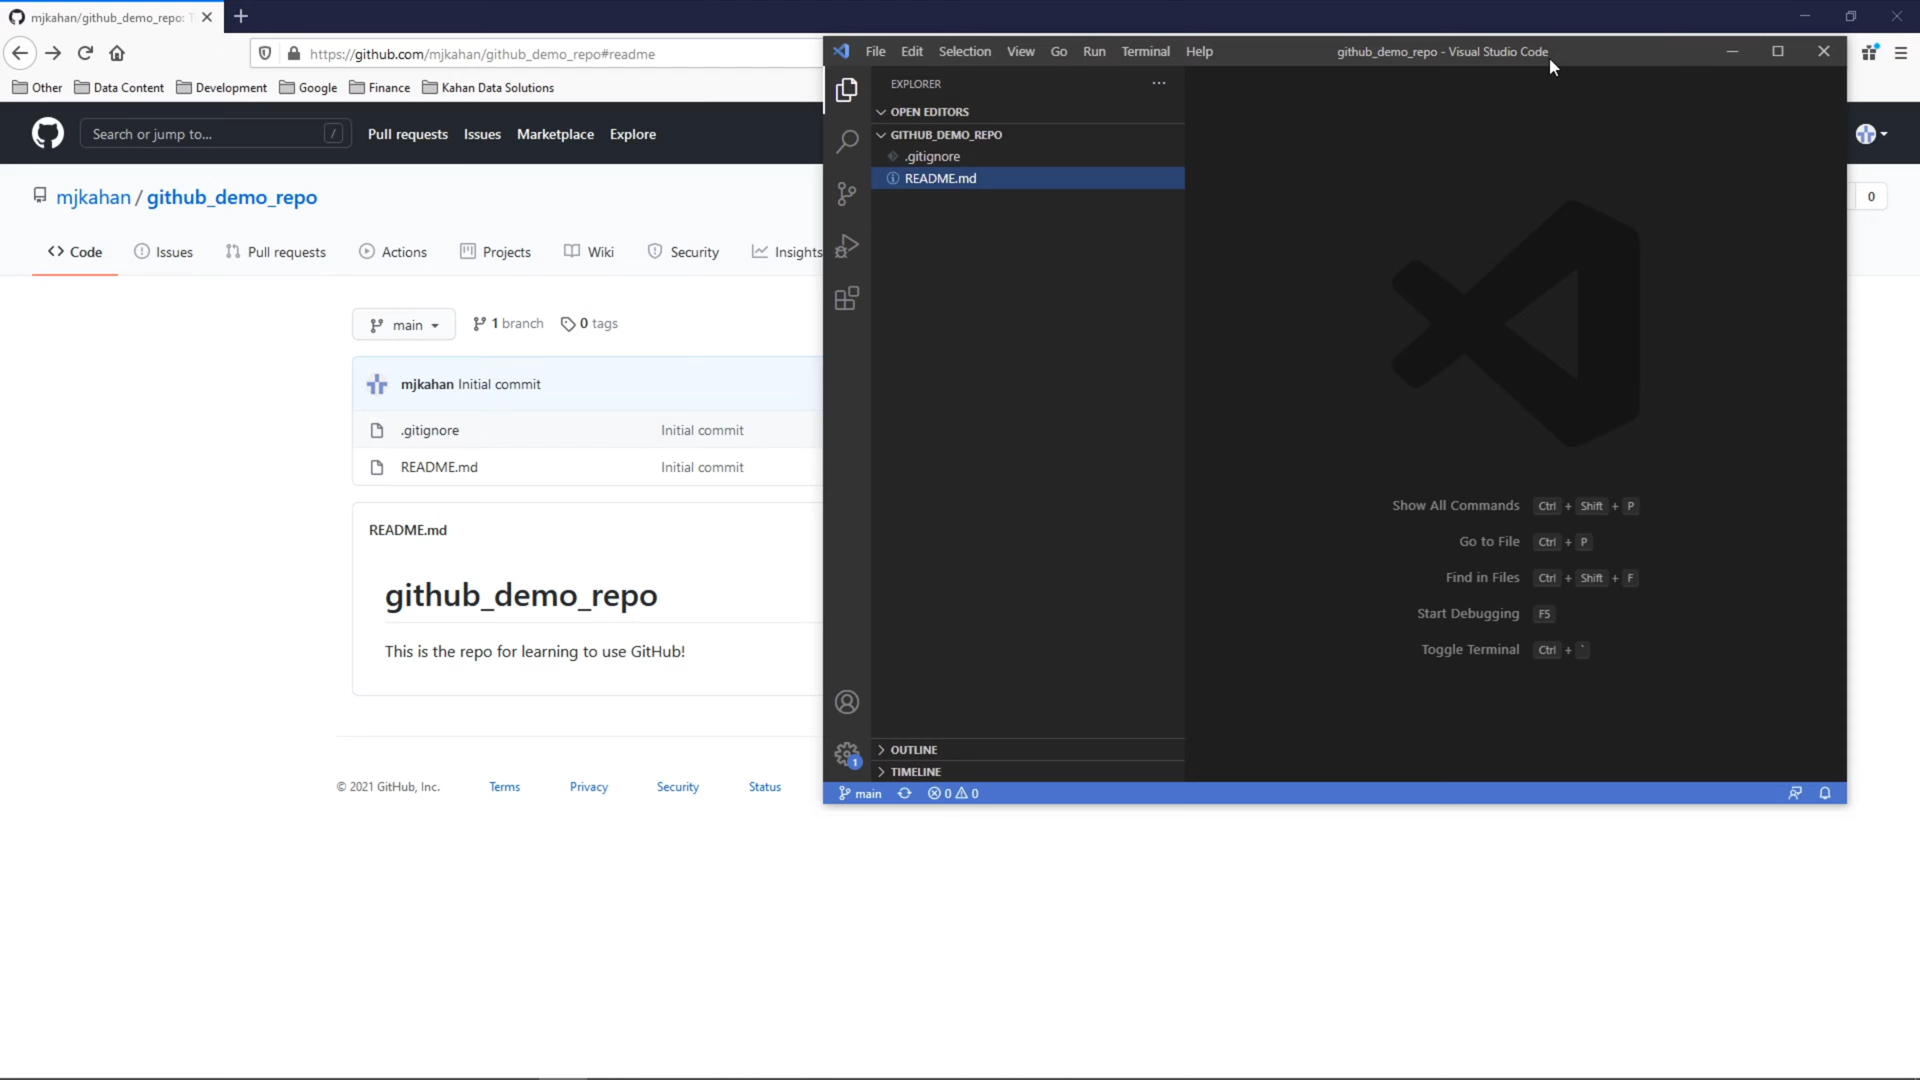 mjkahan/github_demo_repo: T
https://github.com/mjkahan/github_demo_repo#readme
Other Data Content Development Google Finance Kahan Data Solutions
Search or jump to... /
Pull requests Issues Marketplace Explore
mjkahan / github_demo_repo
0
Code Issues Pull requests Actions Projects Wiki Security Insights
main 1 branch 0 tags
mjkahan Initial commit
.gitignore Initial commit
README.md Initial commit
README.md
github_demo_repo
This is the repo for learning to use GitHub!
© 2021 GitHub, Inc. Terms Privacy Security Status
File Edit Selection View Go Run Terminal Help
github_demo_repo - Visual Studio Code
EXPLORER ...
OPEN EDITORS
GITHUB_DEMO_REPO
.gitignore
README.md
Show All Commands Ctrl + Shift + P
Go to File Ctrl + P
Find in Files Ctrl + Shift + F
Start Debugging F5
Toggle Terminal Ctrl + `
1
OUTLINE
TIMELINE
main 0 0